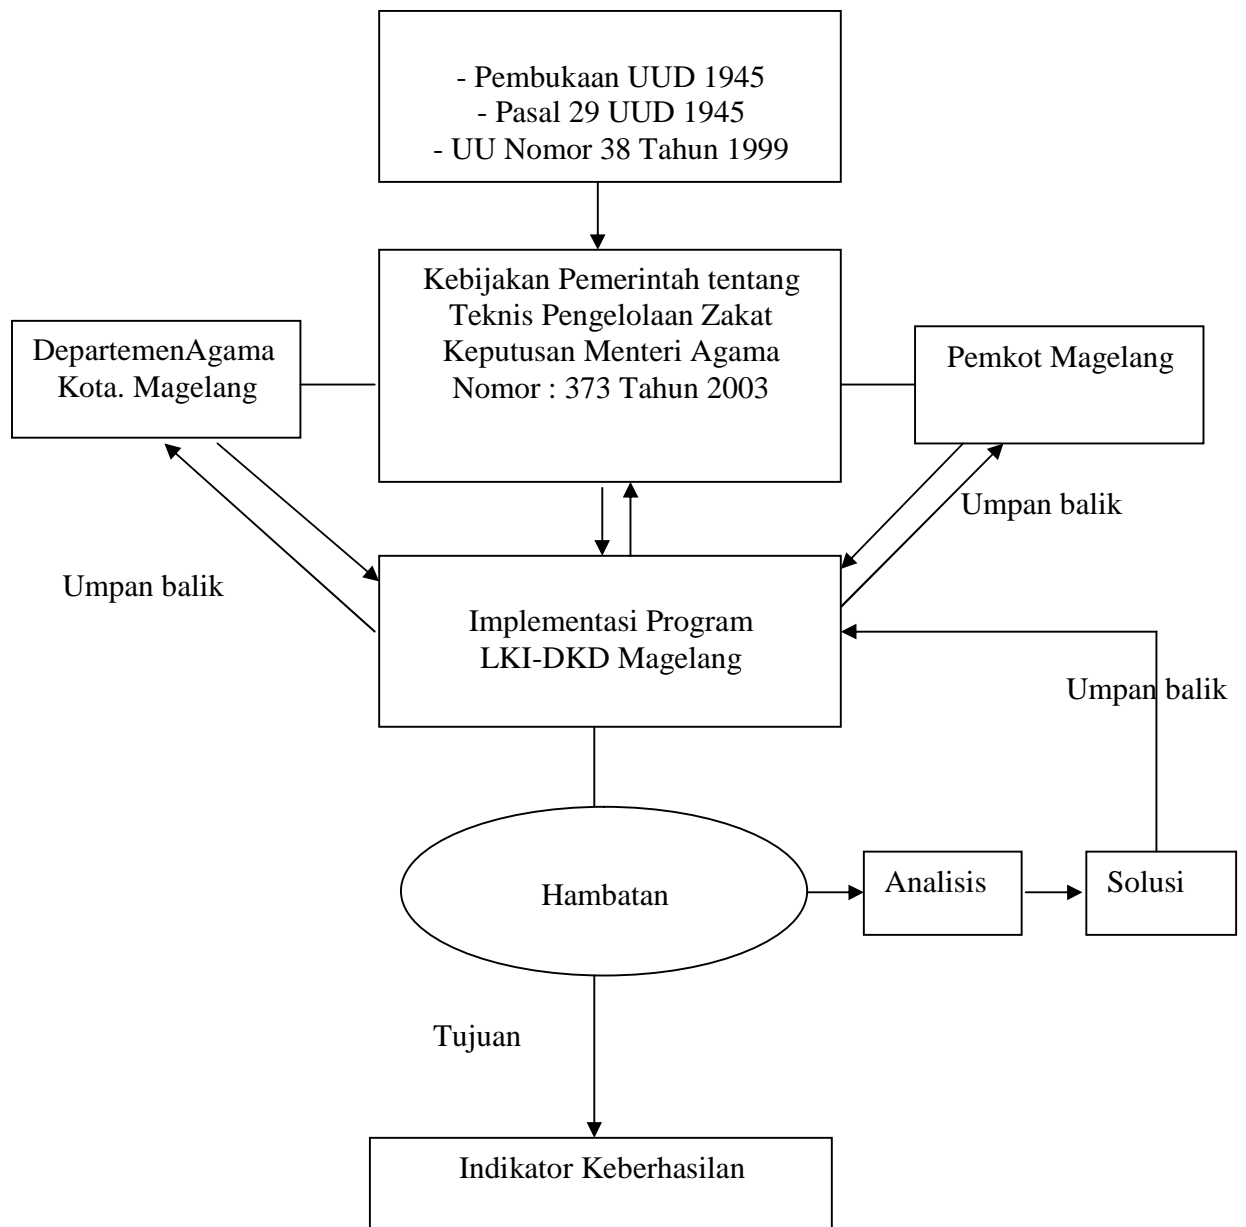 - Pembukaan UUD 1945
- Pasal 29 UUD 1945
- UU Nomor 38 Tahun 1999
Kebijakan Pemerintah tentang
Teknis Pengelolaan Zakat
Keputusan Menteri Agama
Nomor : 373 Tahun 2003
DepartemenAgama
Kota. Magelang
Pemkot Magelang
Umpan balik
Umpan balik
Implementasi Program
LKI-DKD Magelang
Umpan balik
Hambatan
Analisis
Solusi
Tujuan
Indikator Keberhasilan